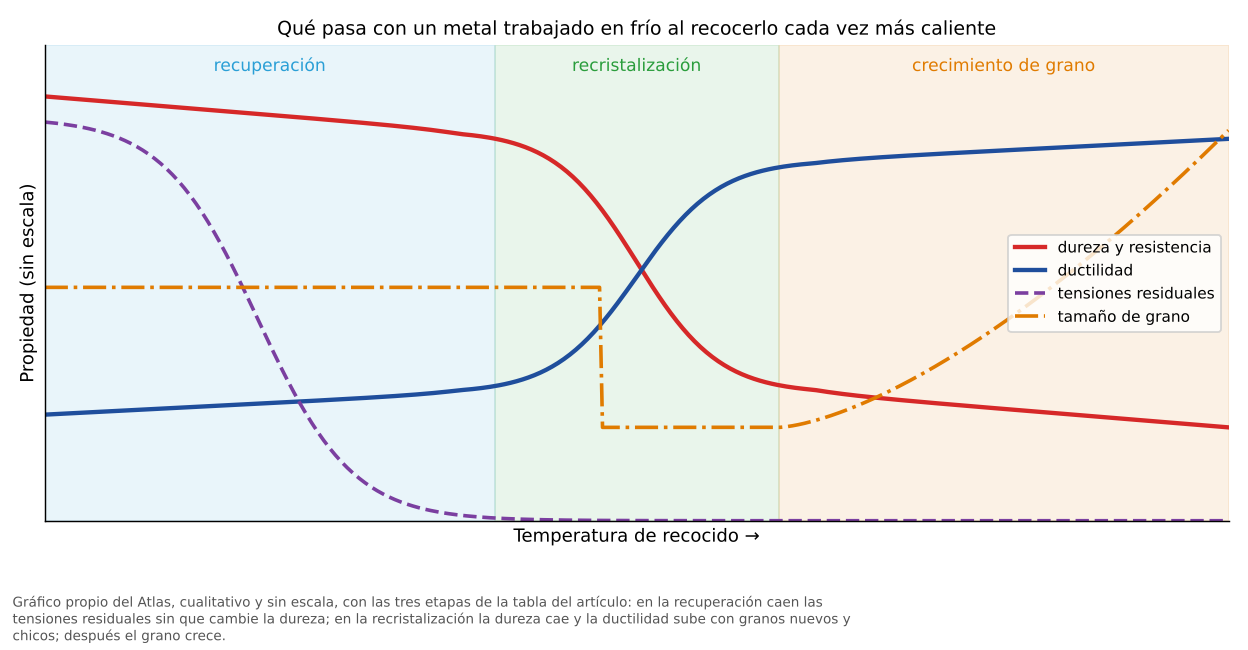 Qué pasa con un metal trabajado en frío al recocerlo cada vez más caliente
recuperación
recristalización
crecimiento de grano
Propiedad (sin escala)
dureza y resistencia
ductilidad
tensiones residuales
tamaño de grano
Temperatura de recocido →
Gráfico propio del Atlas, cualitativo y sin escala, con las tres etapas de la tabla del artículo: en la recuperación caen las
tensiones residuales sin que cambie la dureza; en la recristalización la dureza cae y la ductilidad sube con granos nuevos y
chicos; después el grano crece.